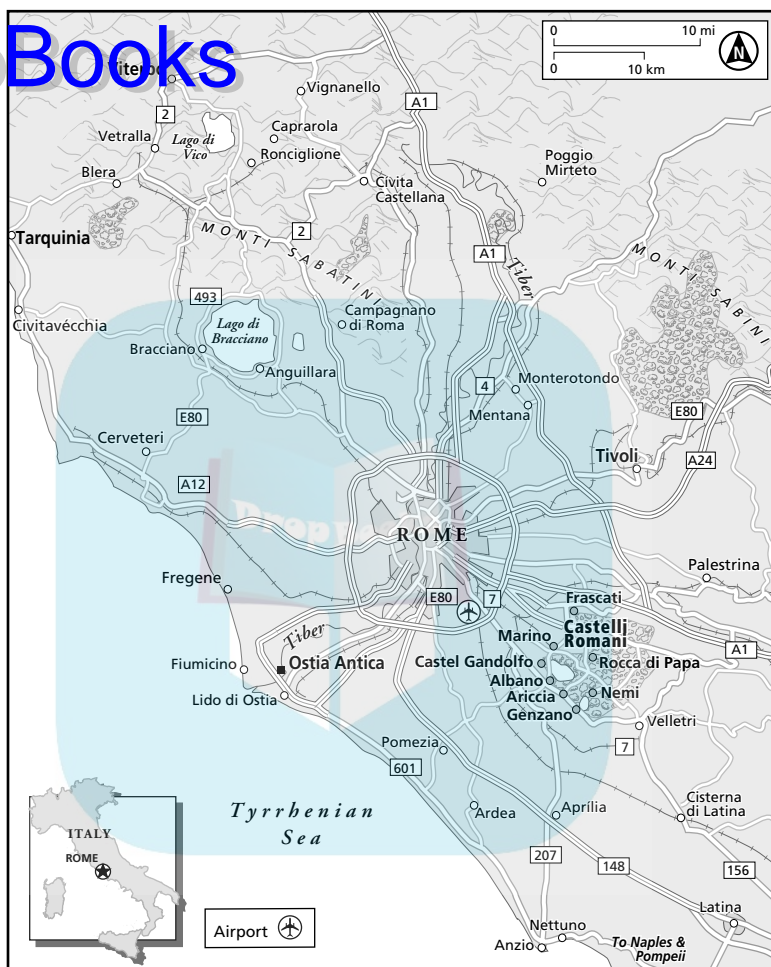 Books
0 10 mi
0 10 km
N
Viterbo
Vignanello
A1
2
Vetralla
Lago di
Vico
Caprarola
Ronciglione
Poggio
Mirteto
Blera
Civita
Castellana
Tarquinia
2
MONTI SABATINI
A1
Tiber
MONTI SABINI
493
Civitavécchia
Lago di
Bracciano
Campagnano
di Roma
Bracciano
Anguillara
4
Monterotondo
Mentana
E80
E80
Cerveteri
Tivoli
A24
A12
Drop
ROME
Palestrina
Fregene
E80
7
Frascati
Castelli
Romani
Tiber
Marino
A1
Fiumicino
Ostia Antica
Castel Gandolfo
Rocca di Papa
Albano
Ariccia
Nemi
Lido di Ostia
Genzano
Velletri
Pomezia
7
601
Tyrrhenian
Sea
Ardea
Aprília
Cisterna
di Latina
ITALY
ROME
207
148
156
Airport
Latina
Nettuno
Anzio
To Naples &
Pompeii